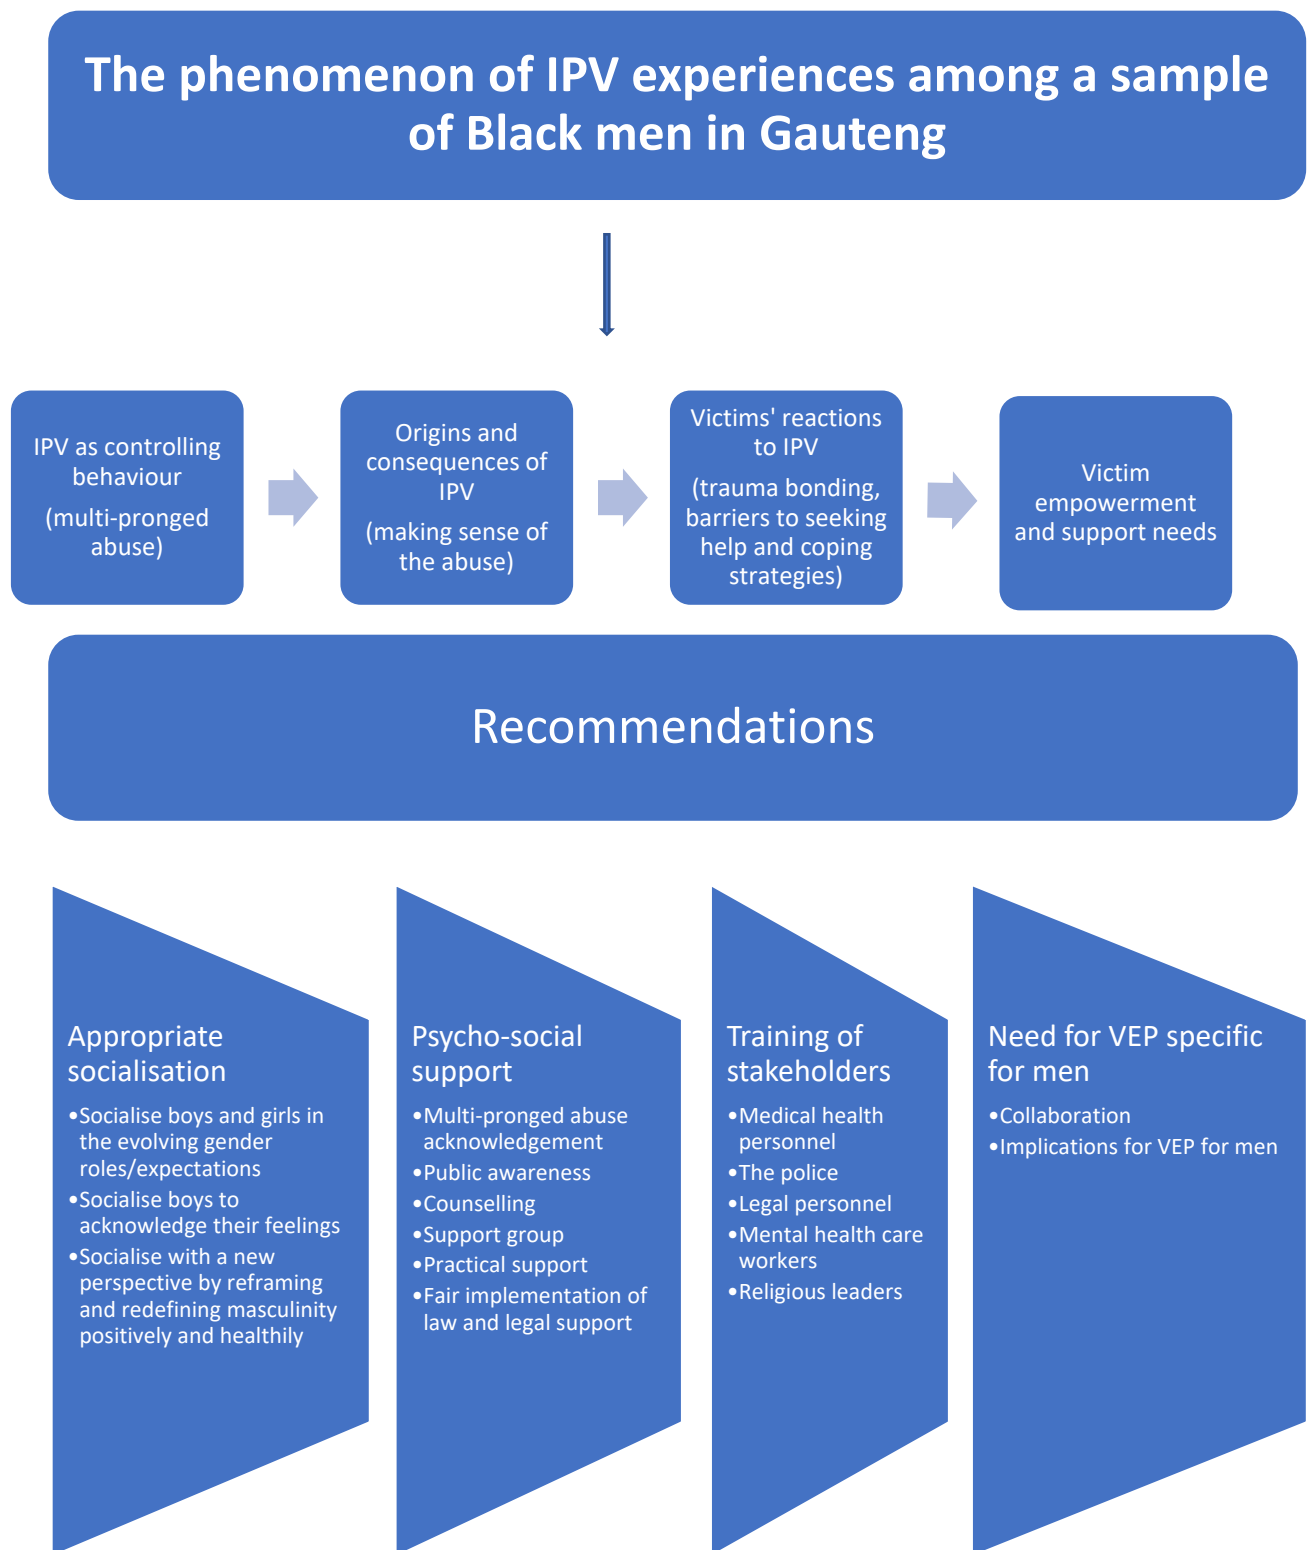 The phenomenon of IPV experiences among a sample
of Black men in Gauteng
IPV as controlling
behaviour
(multi-pronged
abuse)
Origins and
consequences of
IPV
(making sense of
the abuse)
Victims' reactions
to IPV
(trauma bonding,
barriers to seeking
help and coping
strategies)
Victim
empowerment
and support needs
Recommendations
Appropriate
socialisation
•Socialise boys and girls in
the evolving gender
roles/expectations
•Socialise boys to
acknowledge their feelings
•Socialise with a new
perspective by reframing
and redefining masculinity
positively and healthily
Psycho-social
support
•Multi-pronged abuse
acknowledgement
•Public awareness
•Counselling
•Support group
•Practical support
•Fair implementation of
law and legal support
Training of
stakeholders
•Medical health
personnel
•The police
•Legal personnel
•Mental health care
workers
•Religious leaders
Need for VEP specific
for men
•Collaboration
•Implications for VEP for men